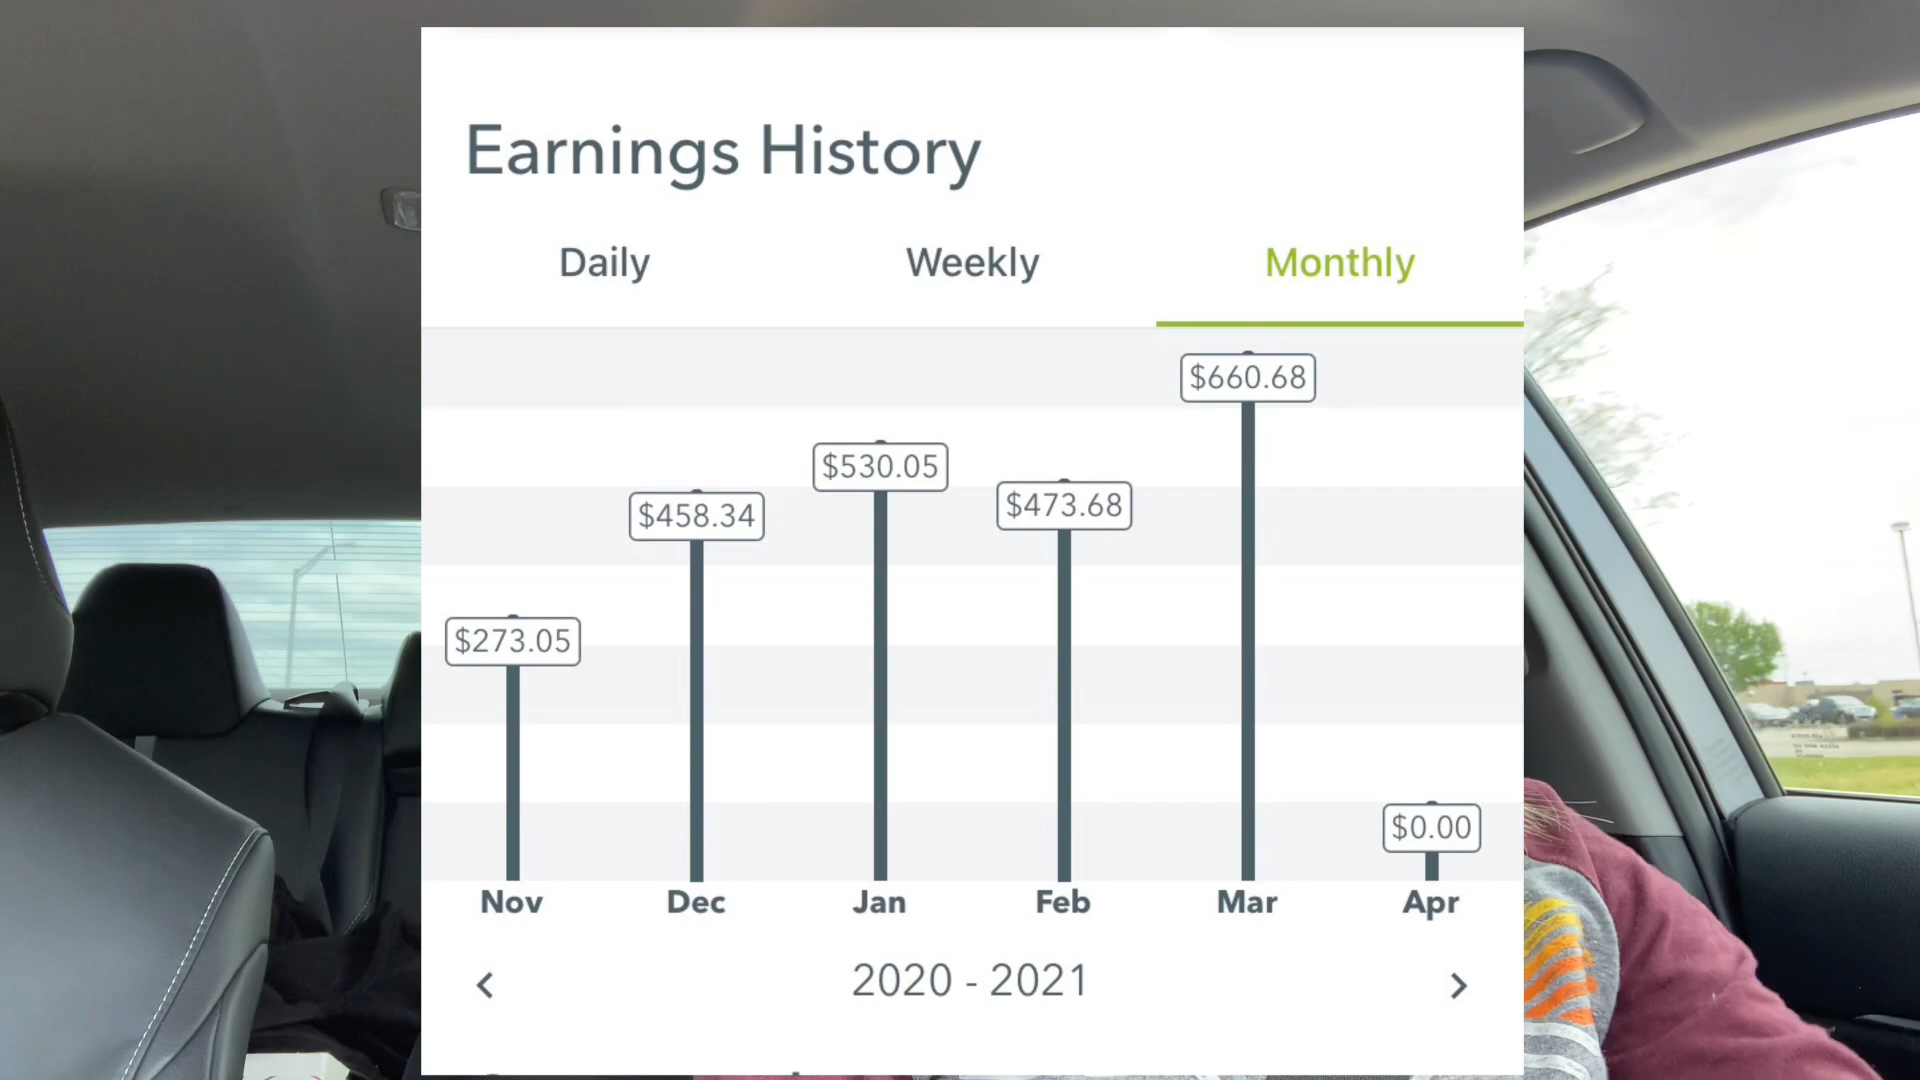 Earnings History
Daily Weekly Monthly
$660.68
$530.05
$473.68
$458.34
$273.05
$0.00
Nov Dec Jan Feb Mar Apr
< 2020 - 2021 >